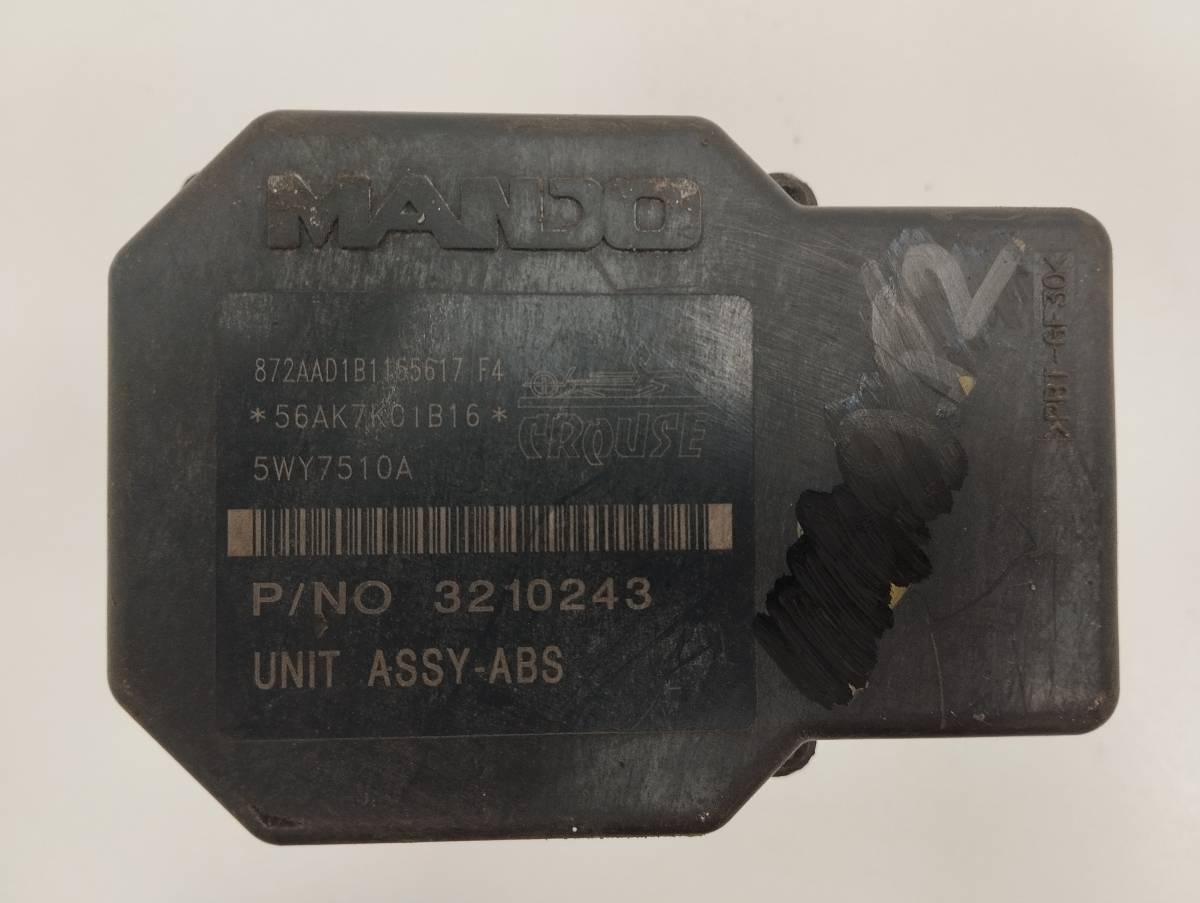 MANDO
872AAD1B1165617 F4
*56AK7K01B16*
5WY7510A
CROUSE
P/NO 3210243
UNIT ASSY-ABS
>PBT-GF30<